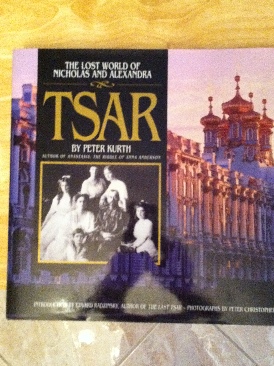 THE LOST WORLD OF
NICHOLAS AND ALEXANDRA
TSAR
BY PETER KURTH
AUTHOR OF ANASTASIA: THE RIDDLE OF ANNA ANDERSON
INTRODUCTION BY EDVARD RADZINSKY, AUTHOR OF THE LAST TSAR • PHOTOGRAPHS BY PETER CHRISTOPHER